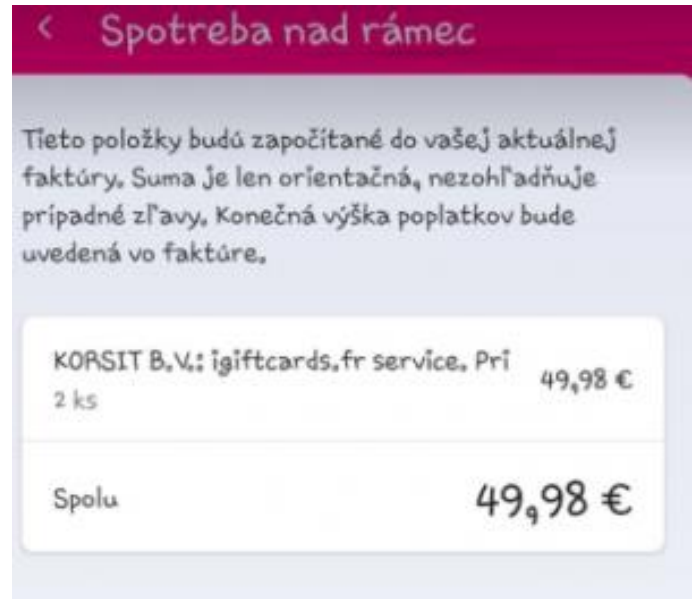 < Spotreba nad rámec
Tieto položky budú započítané do vašej aktuálnej
faktúry. Suma je len orientačná, nezohľadňuje
prípadné zľavy. Konečná výška poplatkov bude
uvedená vo faktúre.
KORSIT B.V.: igiftcards.fr service. Pri
49,98 €
2 ks
Spolu
49,98 €